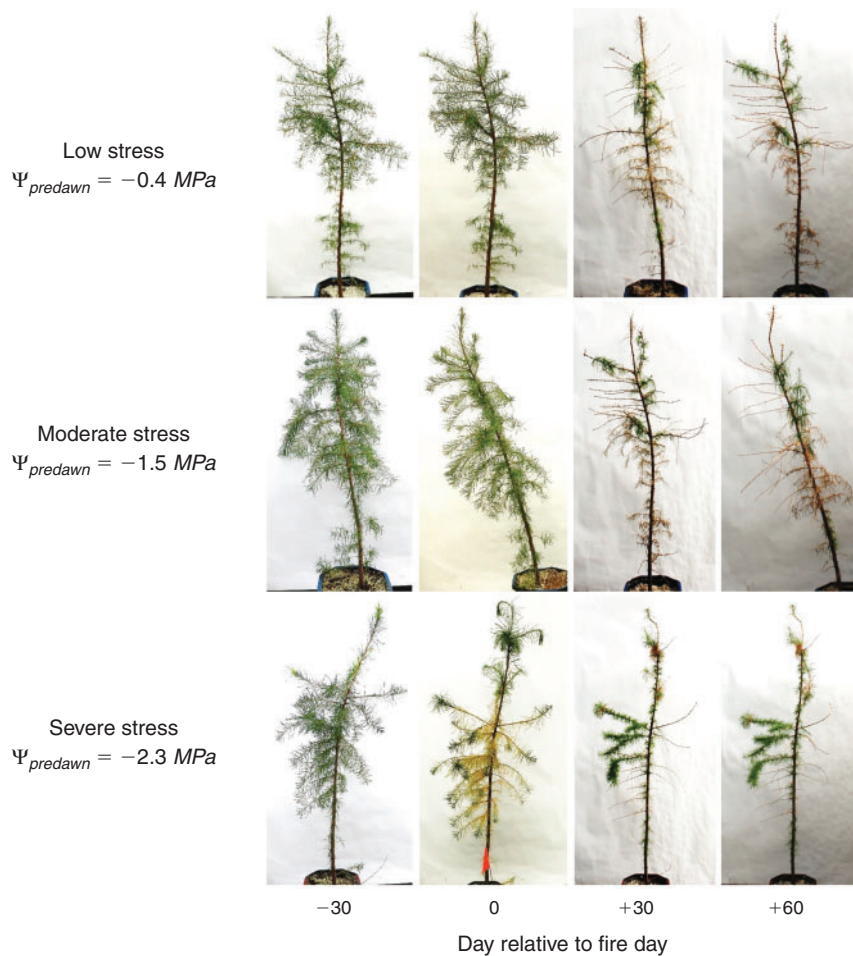 Low stress
Ψpredawn = −0.4 MPa
Moderate stress
Ψpredawn = −1.5 MPa
Severe stress
Ψpredawn = −2.3 MPa
−30 0 +30 +60
Day relative to fire day